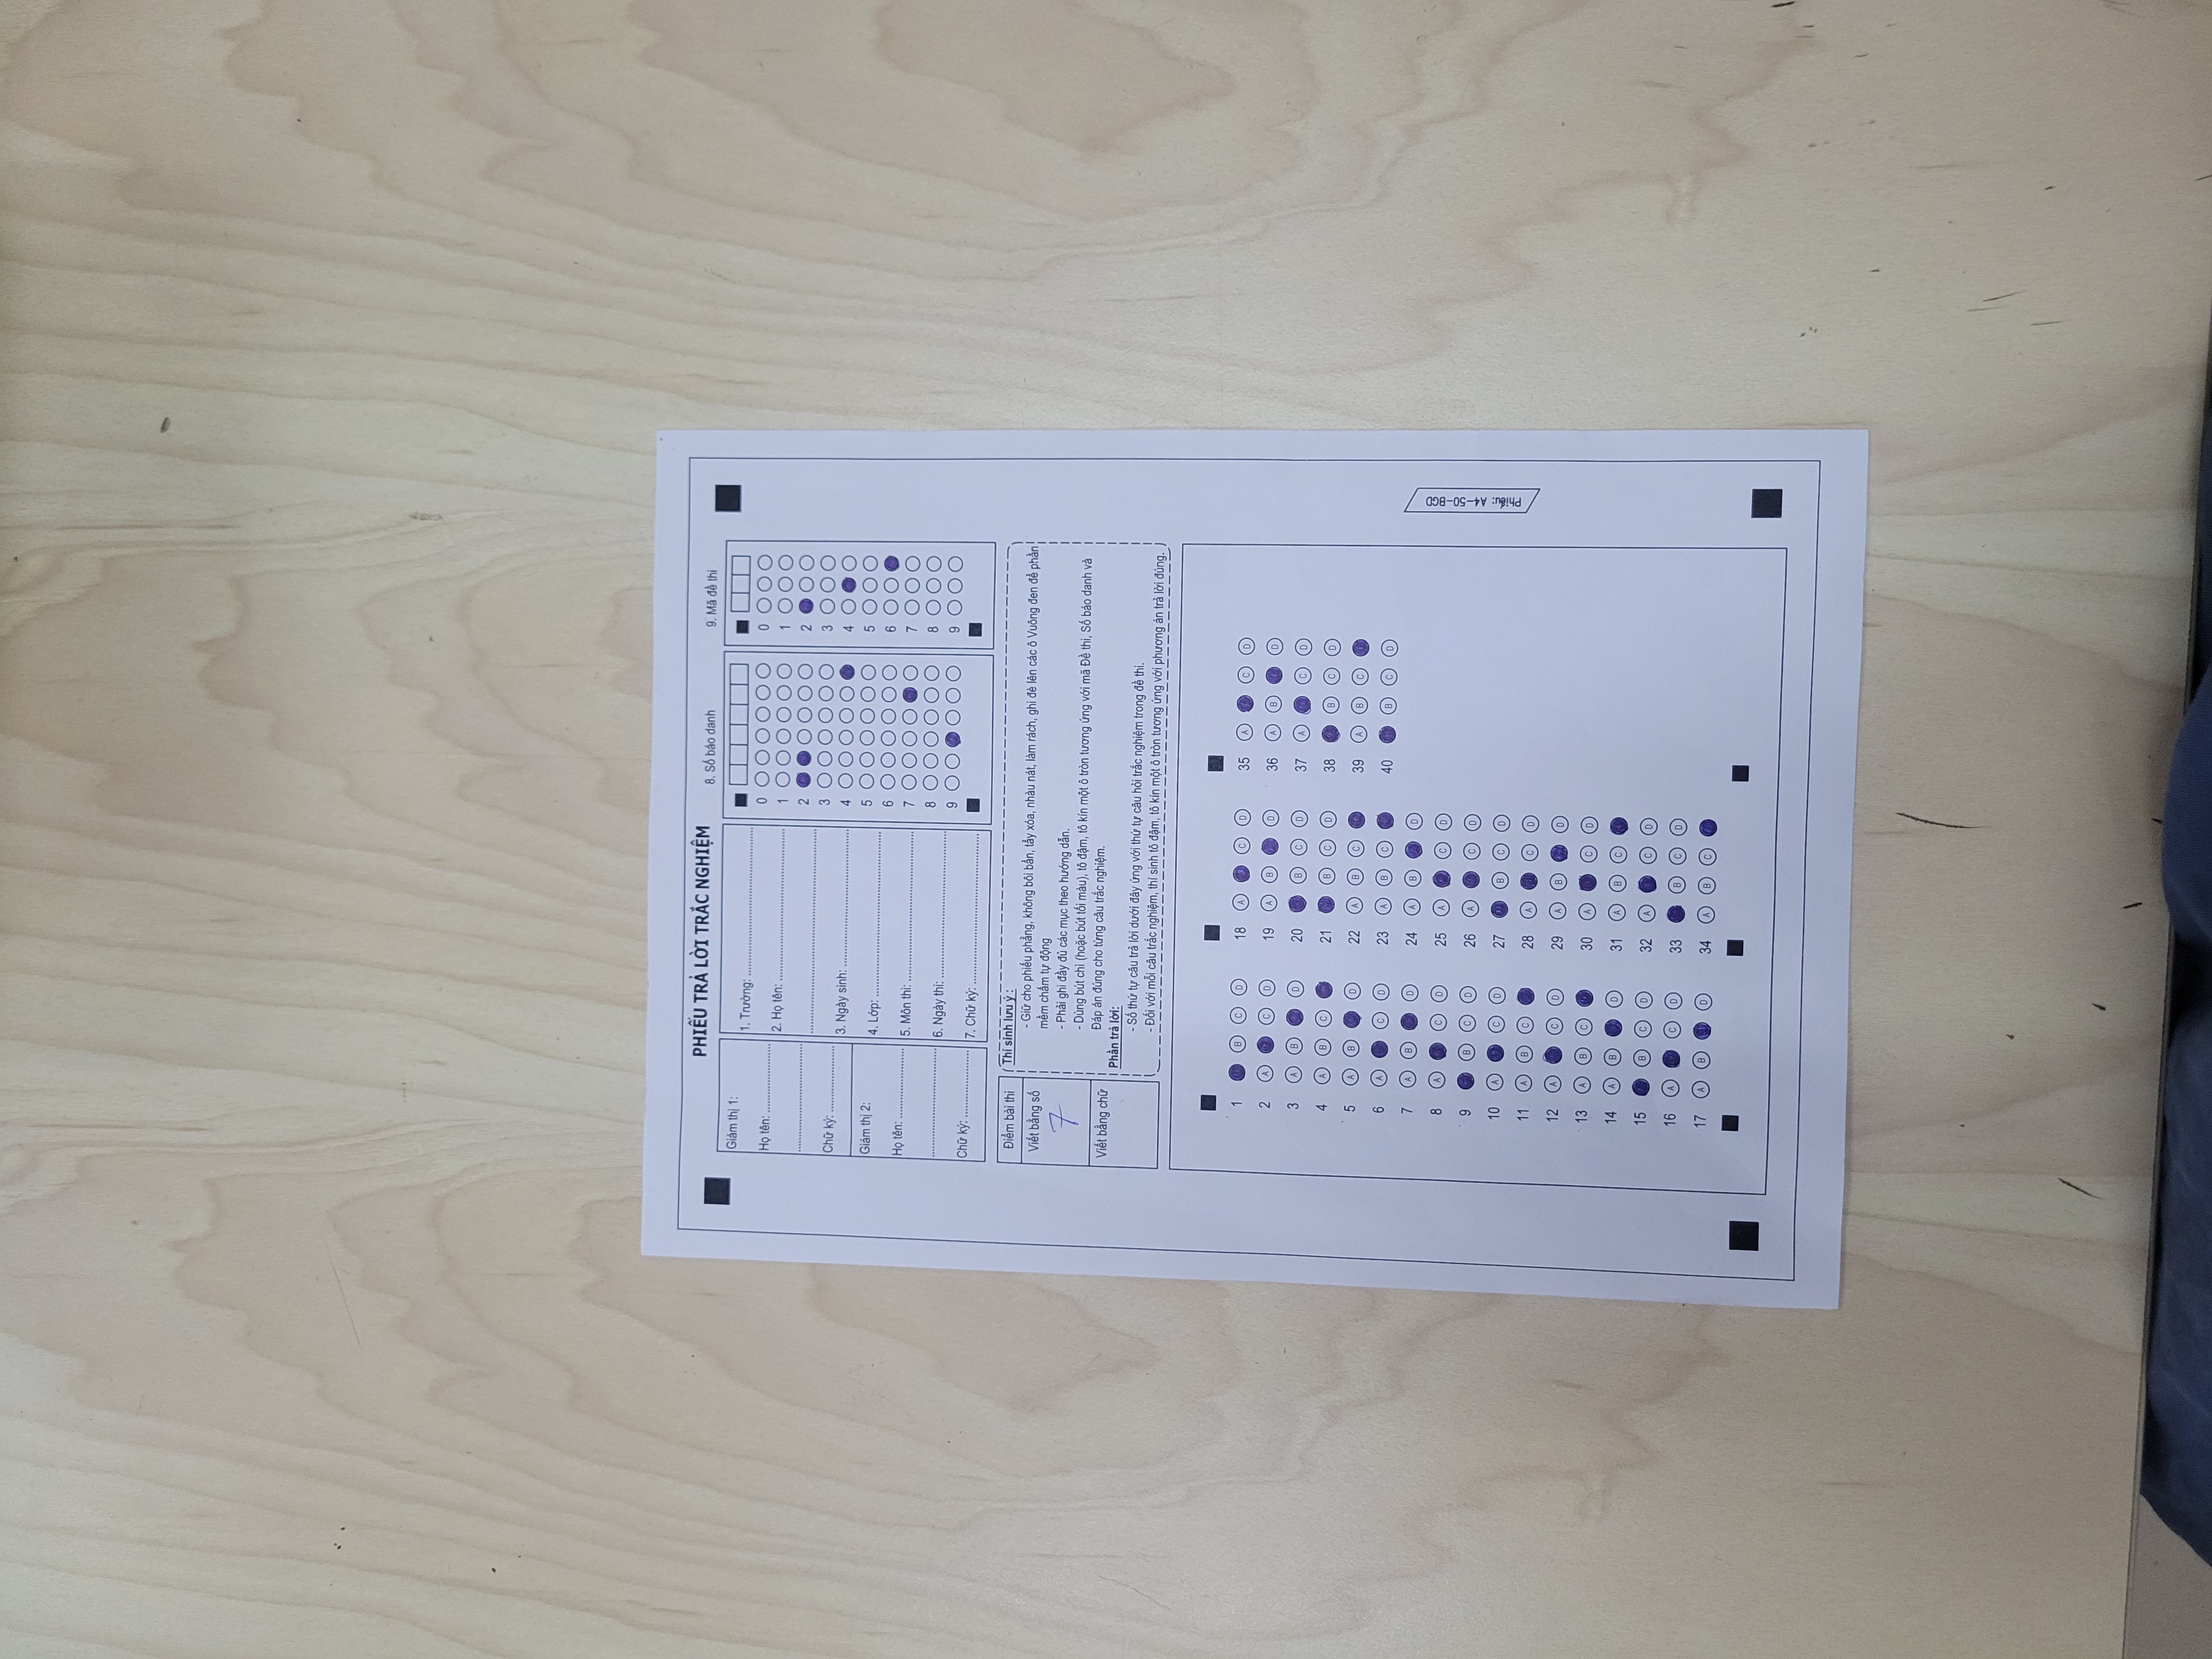 PHIẾU TRẢ LỜI TRẮC NGHIỆM
Giám thị 1:
Họ tên: ........................
........................
Chữ ký: ........................
Giám thị 2:
Họ tên: ........................
........................
Chữ ký: ........................
1. Trường: ........................
2. Họ tên: ........................
........................
3. Ngày sinh: ........................
4. Lớp: ........................
5. Môn thi: ........................
6. Ngày thi: ........................
7. Chữ ký: ........................
8. Số báo danh
0
1
2
3
4
5
6
7
8
9
9. Mã đề thi
0
1
2
3
4
5
6
7
8
9
Điểm bài thi
Viết bằng số
7
Viết bằng chữ
Thí sinh lưu ý :
- Giữ cho phiếu phẳng, không bôi bẩn, tẩy xóa, nhàu nát, làm rách, ghi đè lên các ô Vuông đen để phần
mềm chấm tự động
- Phải ghi đầy đủ các mục theo hướng dẫn.
- Dùng bút chì (hoặc bút tối màu), tô đậm, tô kín một ô tròn tương ứng với mã Đề thi, Số báo danh và
Đáp án đúng cho từng câu trắc nghiệm.
Phần trả lời:
- Số thứ tự câu trả lời dưới đây ứng với thứ tự câu hỏi trắc nghiệm trong đề thi.
- Đối với mỗi câu trắc nghiệm, thí sinh tô đậm, tô kín một ô tròn tương ứng với phương án trả lời đúng.
1 B C D
2 A C D
3 A B D
4 A B C
5 A B D
6 A C D
7 A B D
8 A C D
9 B C D
10 A C D
11 A B C
12 A C D
13 A B C
14 A B D
15 B C D
16 A C D
17 A B D
18 A C D
19 A B D
20 B C D
21 B C D
22 A B C
23 A B C
24 A B D
25 A C D
26 A C D
27 B C D
28 A C D
29 A B D
30 A C D
31 A B C
32 A C D
33 B C D
34 A B C
35 A C D
36 A B D
37 A C D
38 B C D
39 A B C
40 B C D
Phiếu: A4-50-BGD